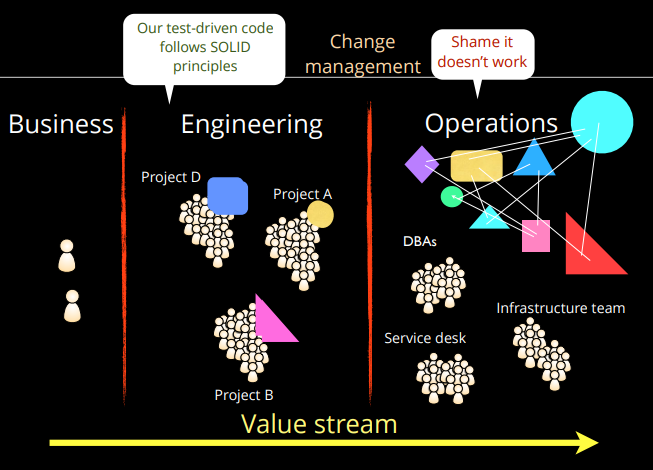 Our test-driven code
follows SOLID
principles
Change
management
Shame it
doesn't work
Business
Engineering
Operations
Project D
Project A
Project B
DBAs
Infrastructure team
Service desk
Value stream